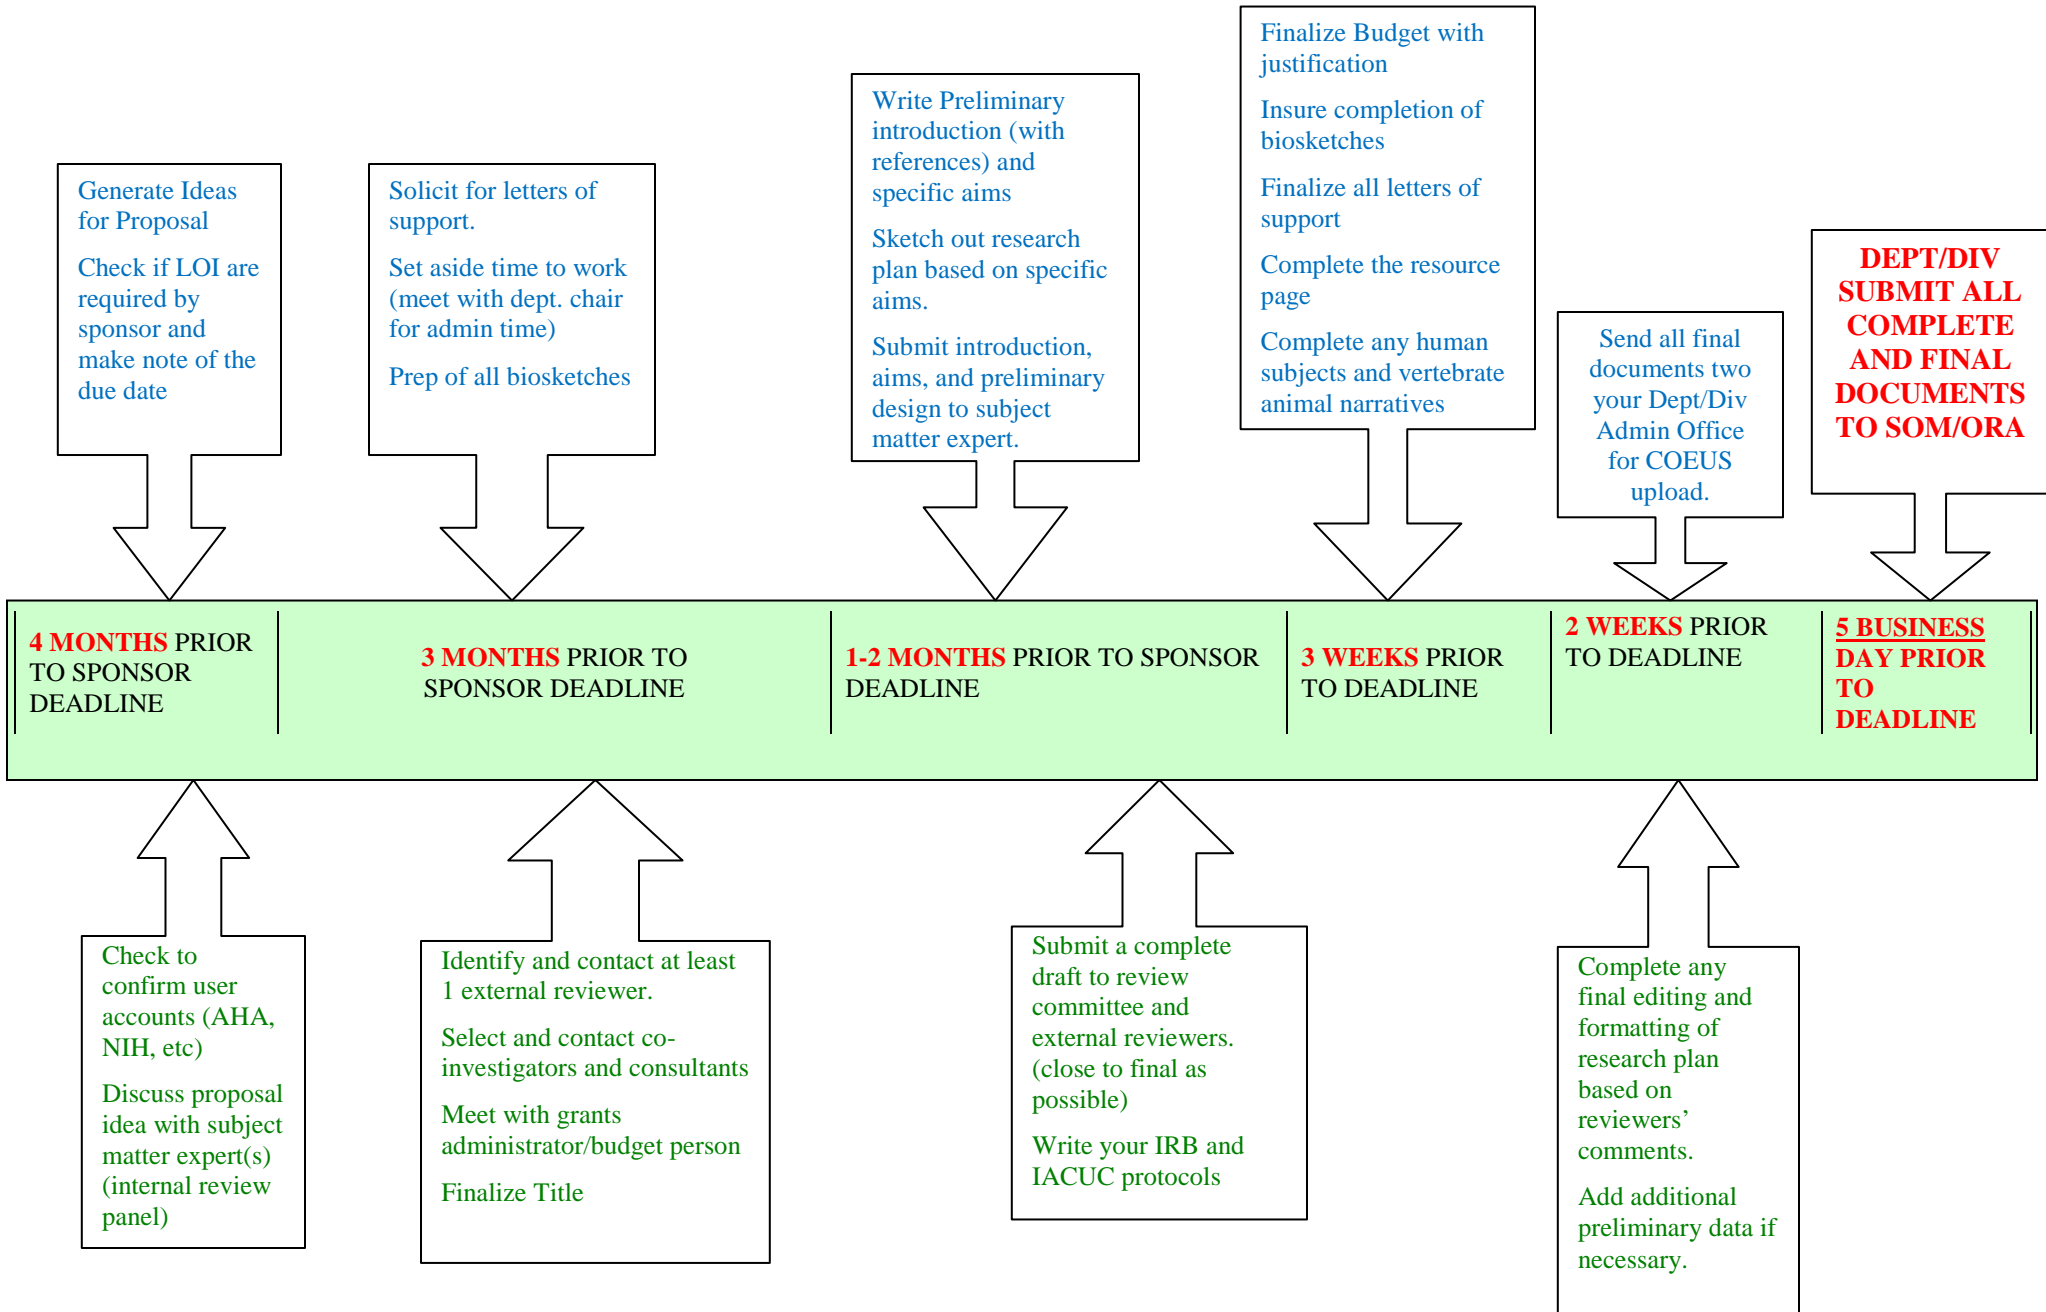 Generate Ideas
for Proposal
Check if LOI are
required by
sponsor and
make note of the
due date
Solicit for letters of
support.
Set aside time to work
(meet with dept. chair
for admin time)
Prep of all biosketches
Write Preliminary
introduction (with
references) and
specific aims
Sketch out research
plan based on specific
aims.
Submit introduction,
aims, and preliminary
design to subject
matter expert.
Finalize Budget with
justification
Insure completion of
biosketches
Finalize all letters of
support
Complete the resource
page
Complete any human
subjects and vertebrate
animal narratives
Send all final
documents two
your Dept/Div
Admin Office
for COEUS
upload.
DEPT/DIV
SUBMIT ALL
COMPLETE
AND FINAL
DOCUMENTS
TO SOM/ORA
4 MONTHS PRIOR
TO SPONSOR
DEADLINE
3 MONTHS PRIOR TO
SPONSOR DEADLINE
1-2 MONTHS PRIOR TO SPONSOR
DEADLINE
3 WEEKS PRIOR
TO DEADLINE
2 WEEKS PRIOR
TO DEADLINE
5 BUSINESS
DAY PRIOR
TO
DEADLINE
Check to
confirm user
accounts (AHA,
NIH, etc)
Discuss proposal
idea with subject
matter expert(s)
(internal review
panel)
Identify and contact at least
1 external reviewer.
Select and contact co-
investigators and consultants
Meet with grants
administrator/budget person
Finalize Title
Submit a complete
draft to review
committee and
external reviewers.
(close to final as
possible)
Write your IRB and
IACUC protocols
Complete any
final editing and
formatting of
research plan
based on
reviewers’
comments.
Add additional
preliminary data if
necessary.